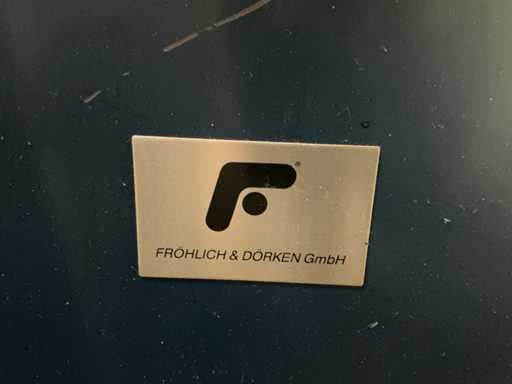 F®
FRÖHLICH & DÖRKEN GmbH